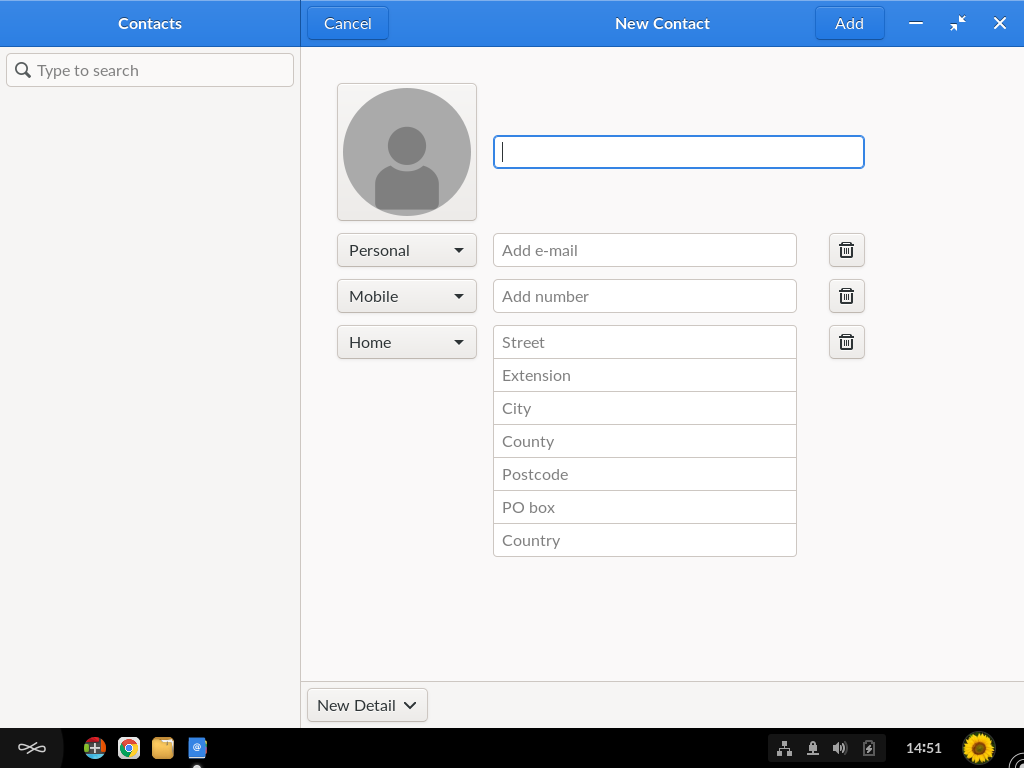 Contacts
Cancel
New Contact
Add
Type to search
Personal
Add e-mail
Mobile
Add number
Home
Street
Extension
City
County
Postcode
PO box
Country
New Detail
14:51